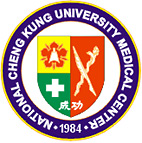 NATIONAL CHENG KUNG UNIVERSITY MEDICAL CENTER
成功
•1984•